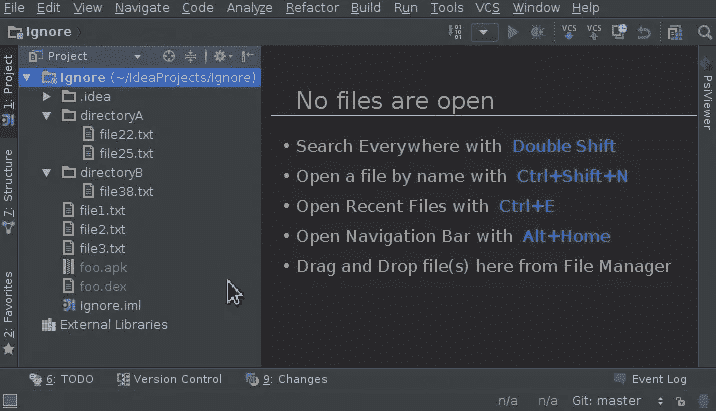 File Edit View Navigate Code Analyze Refactor Build Run Tools VCS Window Help
Ignore
VCS VCS
1: Project
7: Structure
2: Favorites
Project
Ignore (~/IdeaProjects/Ignore)
.idea
directoryA
file22.txt
file25.txt
directoryB
file38.txt
file1.txt
file2.txt
file3.txt
foo.apk
foo.dex
ignore.iml
External Libraries
No files are open
• Search Everywhere with Double Shift
• Open a file by name with Ctrl+Shift+N
• Open Recent Files with Ctrl+E
• Open Navigation Bar with Alt+Home
• Drag and Drop file(s) here from File Manager
PsiViewer
6: TODO Version Control 9: Changes Event Log
n/a n/a Git: master